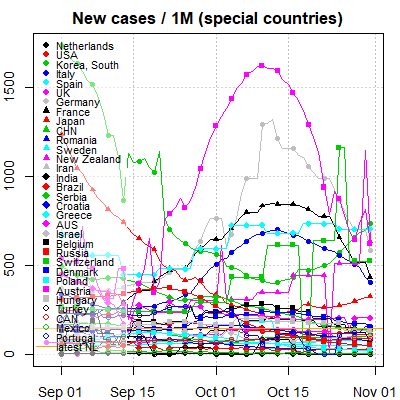 New cases / 1M (special countries)
1500
1000
500
0
Netherlands
USA
Korea, South
Italy
Spain
UK
Germany
France
Japan
CHN
Romania
Sweden
New Zealand
Iran
India
Brazil
Serbia
Croatia
Greece
AUS
Israel
Belgium
Russia
Switzerland
Denmark
Poland
Austria
Hungary
Turkey
CAN
Mexico
Portugal
latest NL
Sep 01
Sep 15
Oct 01
Oct 15
Nov 01